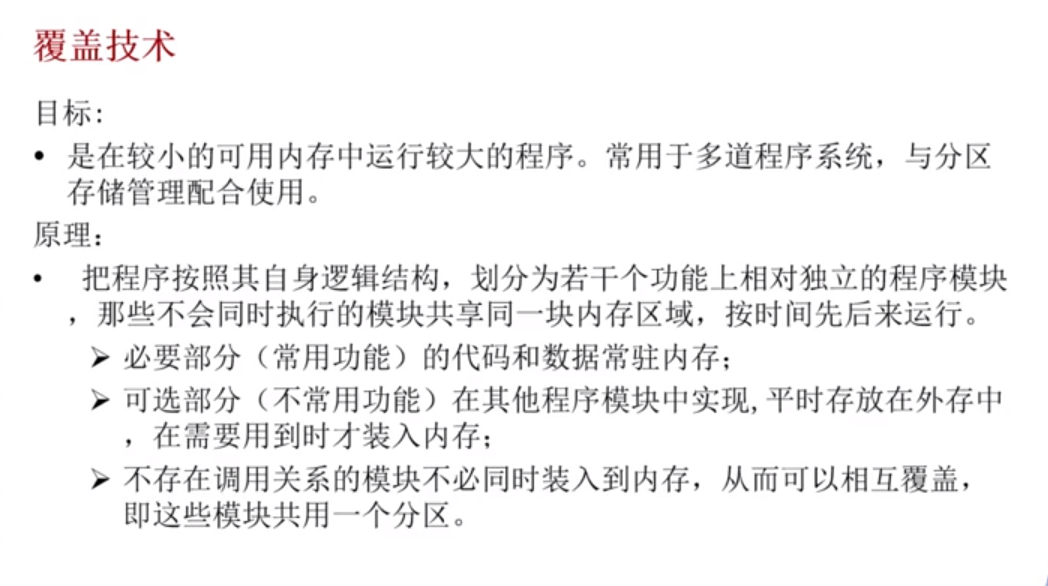 覆盖技术
目标:
• 是在较小的可用内存中运行较大的程序。常用于多道程序系统，与分区
存储管理配合使用。
原理：
• 把程序按照其自身逻辑结构，划分为若干个功能上相对独立的程序模块
，那些不会同时执行的模块共享同一块内存区域，按时间先后来运行。
➢ 必要部分（常用功能）的代码和数据常驻内存；
➢ 可选部分（不常用功能）在其他程序模块中实现,平时存放在外存中
，在需要用到时才装入内存；
➢ 不存在调用关系的模块不必同时装入到内存，从而可以相互覆盖，
即这些模块共用一个分区。